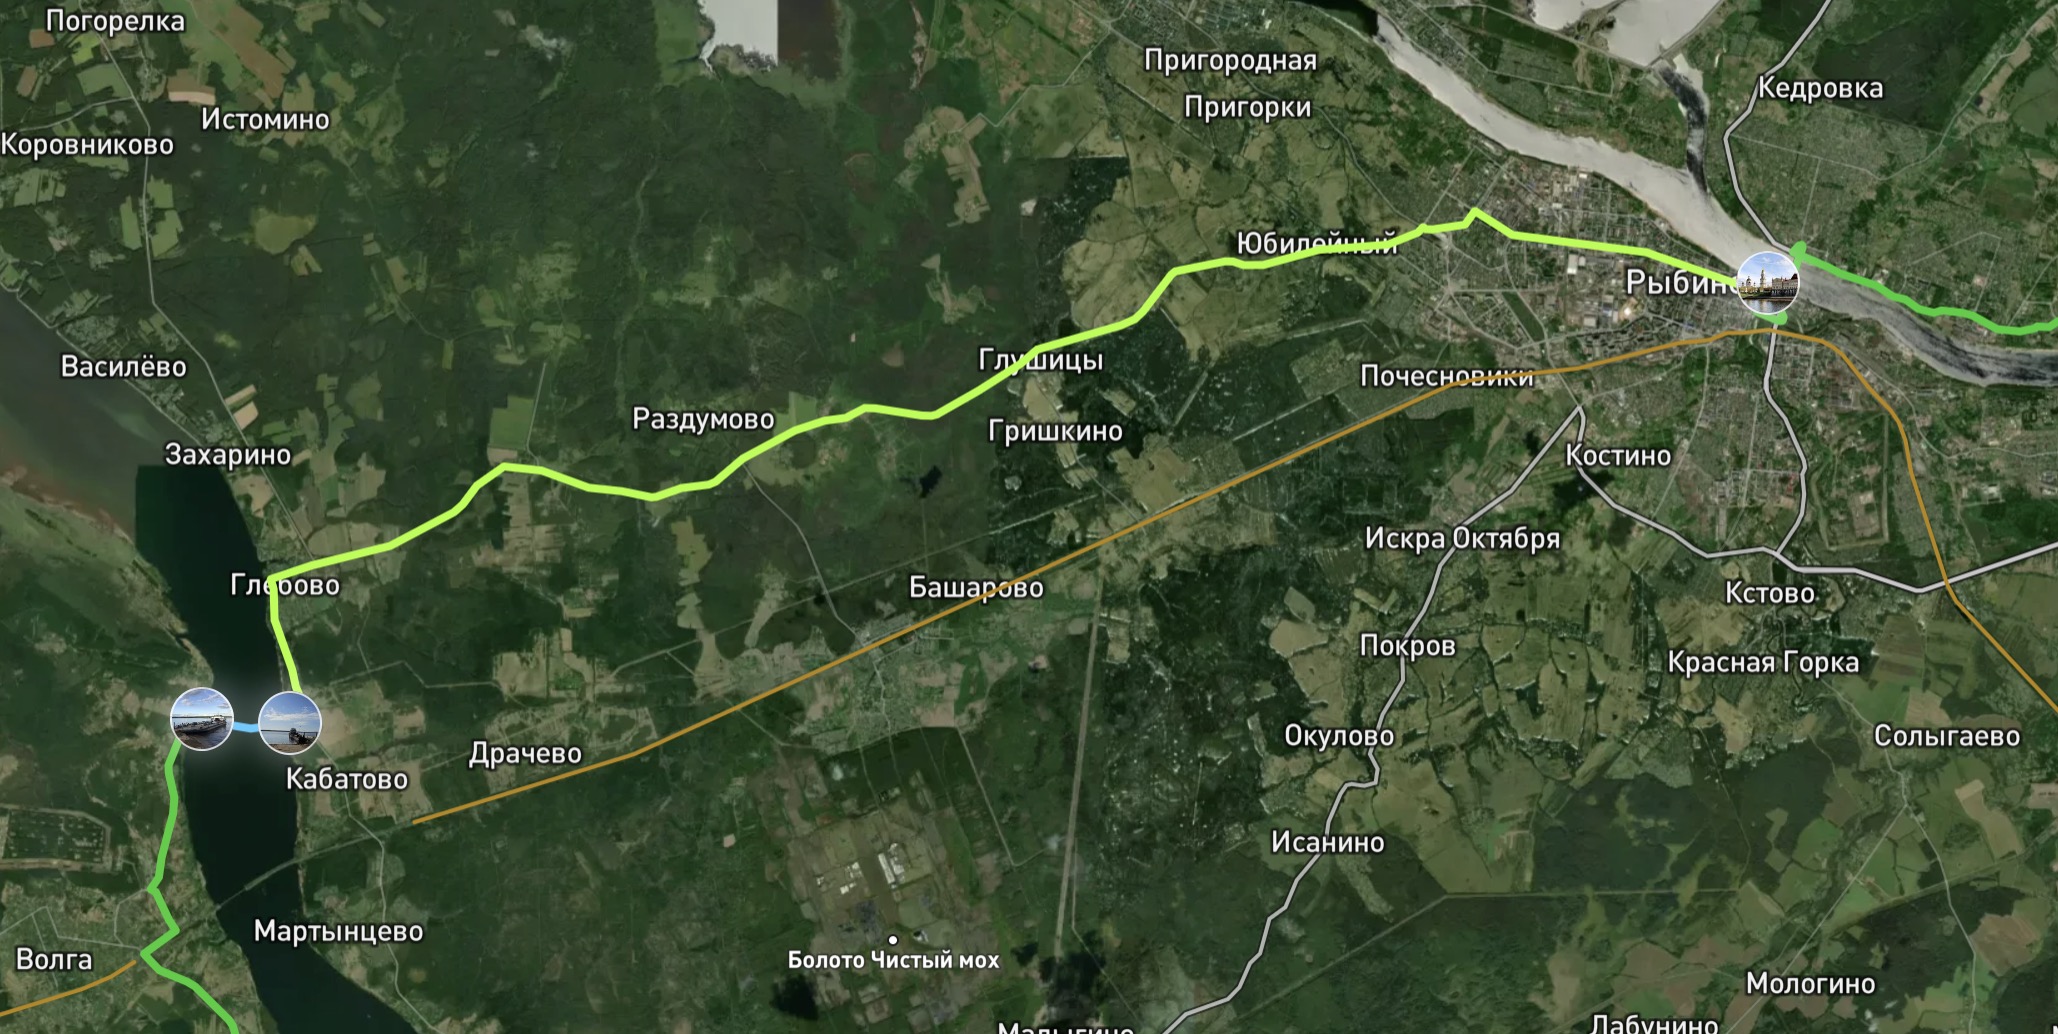 Погорелка
Пригородная
Кедровка
Пригорки
Истомино
Коровниково
Юбилейный
Рыбинс
Глушицы
Василёво
Почесновики
Раздумово
Гришкино
Захарино
Костино
Искра Октября
Глебово
Башарово
Кстово
Покров
Красная Горка
Окулово
Солыгаево
Драчево
Кабатово
Исанино
Мартынцево
Волга
Болото Чистый мох
Мологино
Малыгино
Лабунино